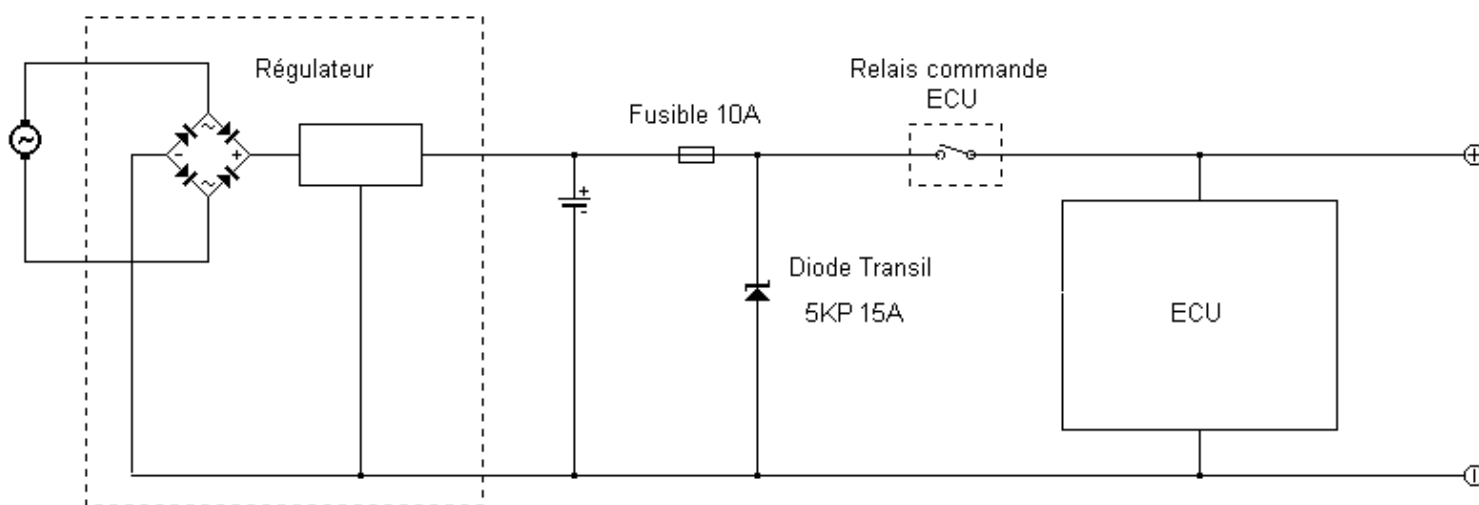 Régulateur
Relais commande
ECU
Fusible 10A
~
~
- +
~
+
-
Diode Transil
5KP 15A
ECU
+
-